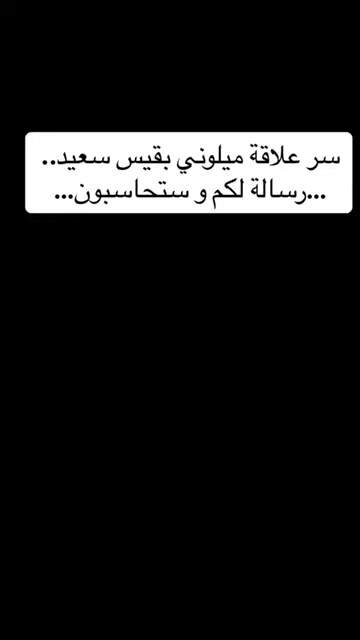 سر علاقة ميلوني بقيس سعيد..
...رسالة لكم و ستحاسبون...